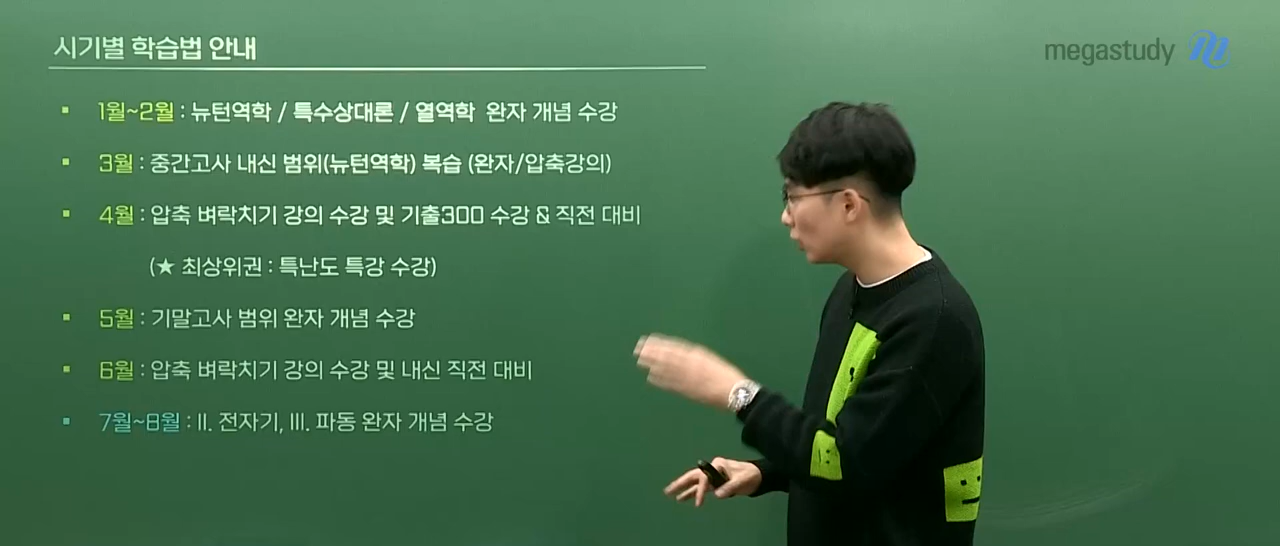 시기별 학습법 안내
megastudy
1월~2월 : 뉴턴역학 / 특수상대론 / 열역학 완자 개념 수강
3월 : 중간고사 내신 범위(뉴턴역학) 복습 (완자/압축강의)
4월 : 압축 벼락치기 강의 수강 및 기출300 수강 & 직전 대비
(★ 최상위권 : 특난도 특강 수강)
5월 : 기말고사 범위 완자 개념 수강
6월 : 압축 벼락치기 강의 수강 및 내신 직전 대비
7월~8월 : II. 전자기, III. 파동 완자 개념 수강